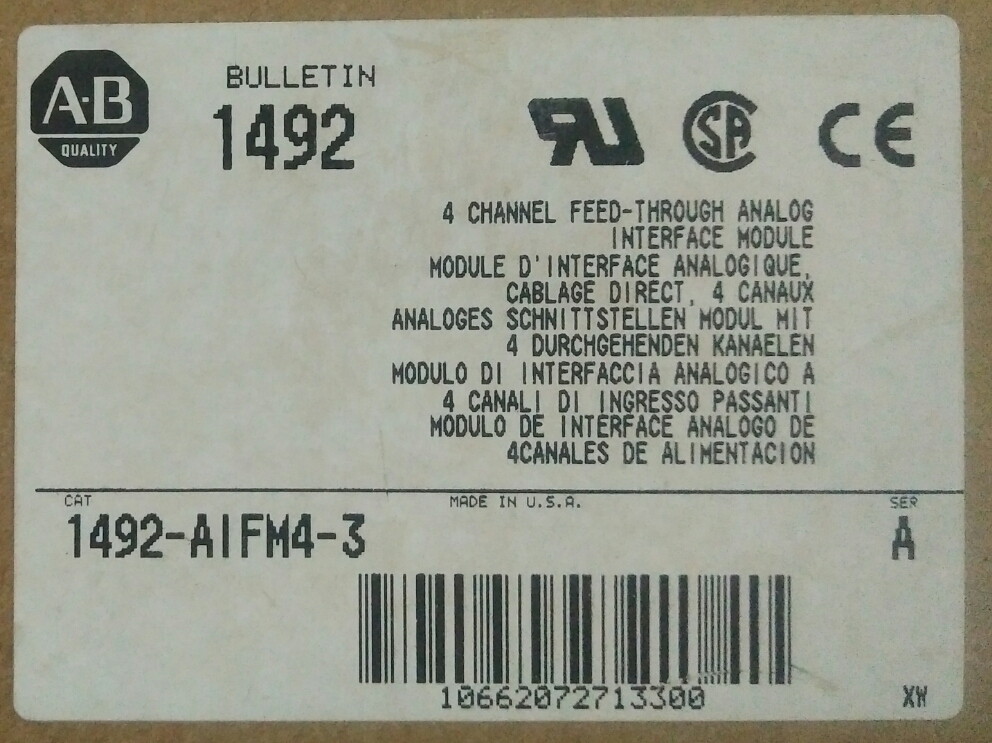 A-B
QUALITY
BULLETIN
1492
CE
4 CHANNEL FEED-THROUGH ANALOG
INTERFACE MODULE
MODULE D'INTERFACE ANALOGIQUE,
CABLAGE DIRECT, 4 CANAUX
ANALOGES SCHNITTSTELLEN MODUL MIT
4 DURCHGEHENDEN KANAELEN
MODULO DI INTERFACCIA ANALOGICO A
4 CANALI DI INGRESSO PASSANTI
MODULO DE INTERFACE ANALOGO DE
4CANALES DE ALIMENTACION
CAT
MADE IN U.S.A.
SER
1492-AIFM4-3
A
10662072713300
XW